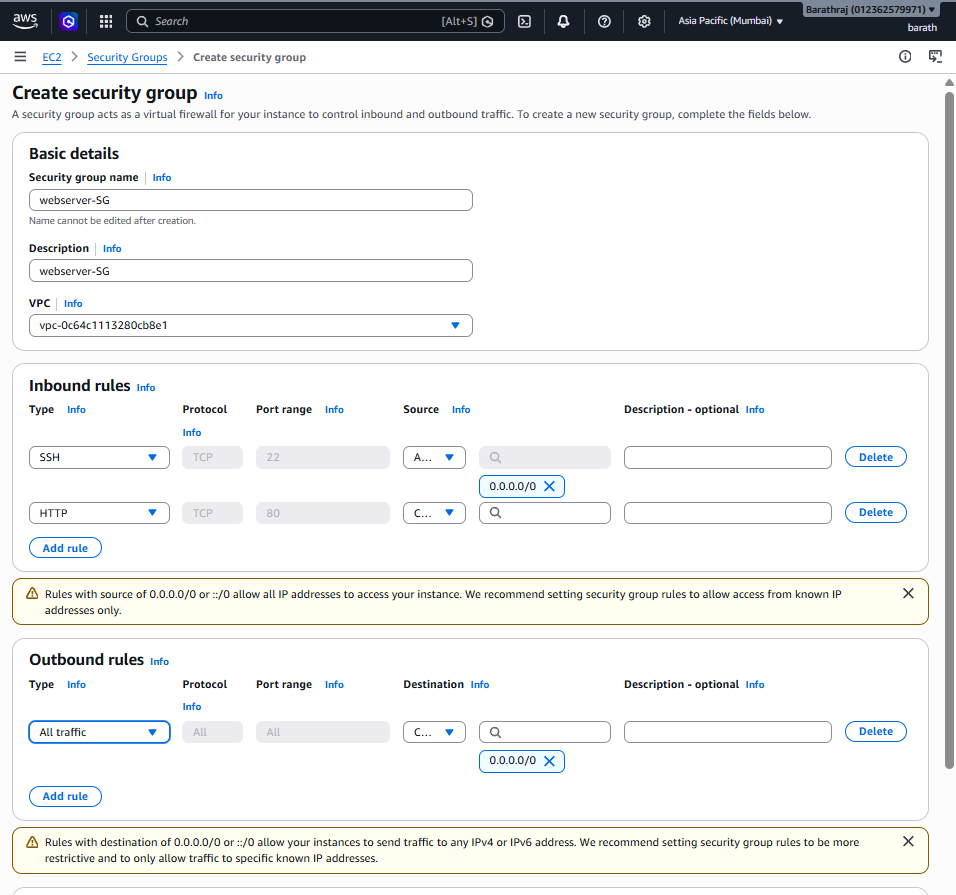 aws Search [Alt+S] Asia Pacific (Mumbai) Barathraj (012362579971)
barath
EC2 Security Groups Create security group
Create security group Info
A security group acts as a virtual firewall for your instance to control inbound and outbound traffic. To create a new security group, complete the fields below.
Basic details
Security group name Info
webserver-SG
Name cannot be edited after creation.
Description Info
webserver-SG
VPC Info
vpc-0c64c1113280cb8e1
Inbound rules Info
Type Info Protocol Port range Info Source Info Description - optional Info
Info
SSH TCP 22 A... Delete
0.0.0.0/0
HTTP TCP 80 C... Delete
Add rule
Rules with source of 0.0.0.0/0 or ::/0 allow all IP addresses to access your instance. We recommend setting security group rules to allow access from known IP
addresses only.
Outbound rules Info
Type Info Protocol Port range Info Destination Info Description - optional Info
Info
All traffic All All C... Delete
0.0.0.0/0
Add rule
Rules with destination of 0.0.0.0/0 or ::/0 allow your instances to send traffic to any IPv4 or IPv6 address. We recommend setting security group rules to be more
restrictive and to only allow traffic to specific known IP addresses.